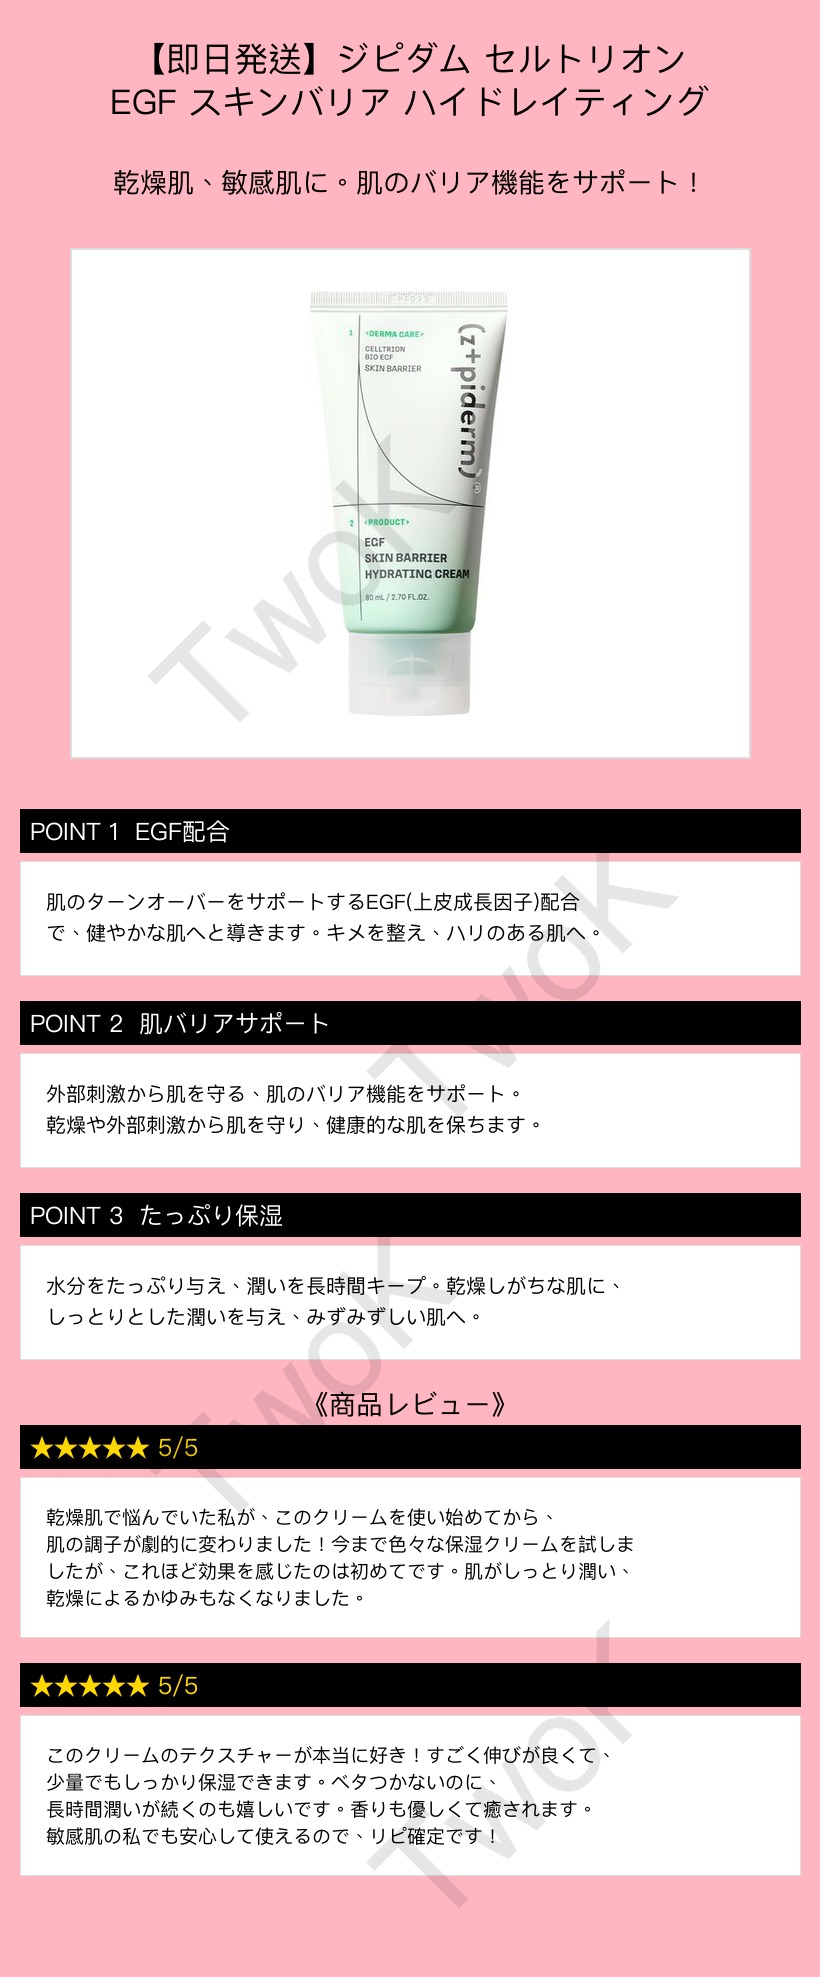 【即日発送】ジピダム セルトリオン
EGF スキンバリア ハイドレイティング
乾燥肌、敏感肌に。肌のバリア機能をサポート！
1 <DERMA CARE>
CELLTRION
BIO EGF
SKIN BARRIER
(z+piderm)®
2 <PRODUCT>
EGF
SKIN BARRIER
HYDRATING CREAM
80 mL / 2.70 FL.OZ.
TwoK
POINT 1 EGF配合
肌のターンオーバーをサポートするEGF(上皮成長因子)配合
で、健やかな肌へと導きます。キメを整え、ハリのある肌へ。
TwoK
POINT 2 肌バリアサポート
外部刺激から肌を守る、肌のバリア機能をサポート。
乾燥や外部刺激から肌を守り、健康的な肌を保ちます。
POINT 3 たっぷり保湿
水分をたっぷり与え、潤いを長時間キープ。乾燥しがちな肌に、
しっとりとした潤いを与え、みずみずしい肌へ。
TwoK
《商品レビュー》
★★★★★ 5/5
乾燥肌で悩んでいた私が、このクリームを使い始めてから、
肌の調子が劇的に変わりました！今まで色々な保湿クリームを試しま
したが、これほど効果を感じたのは初めてです。肌がしっとり潤い、
乾燥によるかゆみもなくなりました。
★★★★★ 5/5
このクリームのテクスチャーが本当に好き！すごく伸びが良くて、
少量でもしっかり保湿できます。ベタつかないのに、
長時間潤いが続くのも嬉しいです。香りも優しくて癒されます。
敏感肌の私でも安心して使えるので、リピ確定です！
TwoK